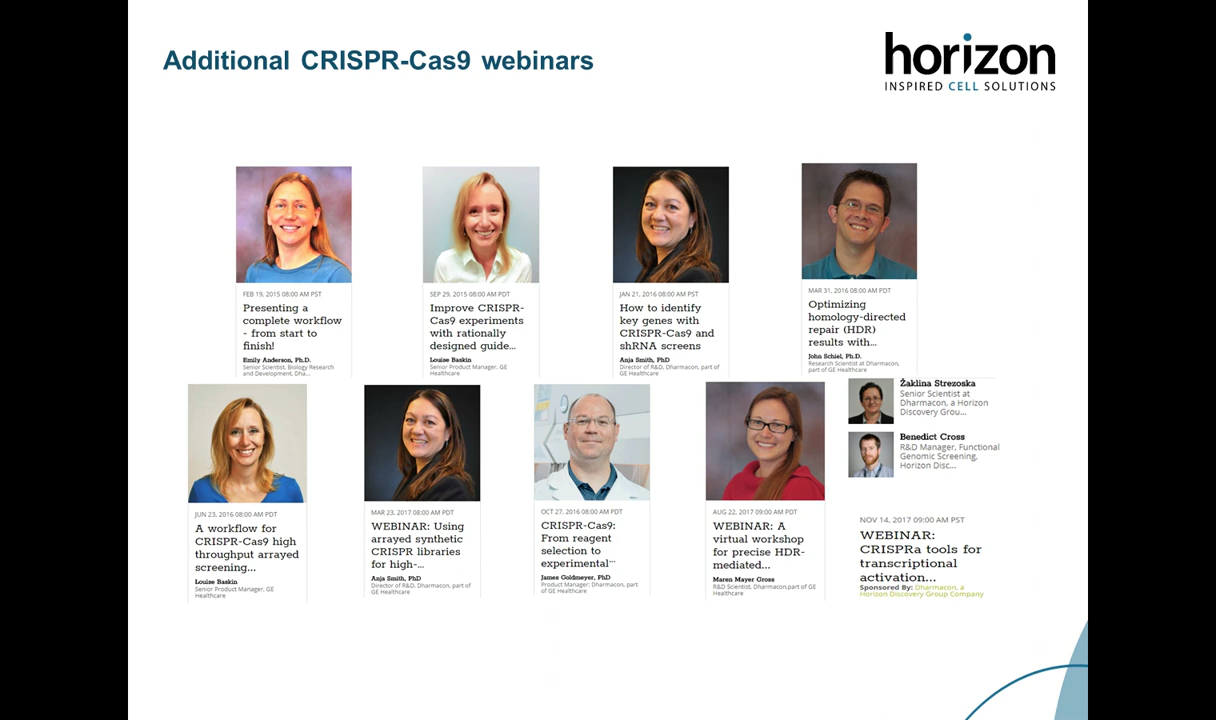 Additional CRISPR-Cas9 webinars
horizon
INSPIRED CELL SOLUTIONS
FEB 19, 2015 08:00 AM PST
Presenting a
complete workflow
- from start to
finish!
Emily Anderson, Ph.D.
Senior Scientist, Biology Research
and Development, Dha...
SEP 29, 2015 08:00 AM PDT
Improve CRISPR-
Cas9 experiments
with rationally
designed guide...
Louise Baskin
Senior Product Manager, GE
Healthcare
JAN 21, 2016 08:00 AM PDT
How to identify
key genes with
CRISPR-Cas9 and
shRNA screens
Anja Smith, PhD
Director of R&D, Dharmacon, part of
GE Healthcare
MAR 31, 2016 08:00 AM PDT
Optimizing
homology-directed
repair (HDR)
results with...
John Schiel, Ph.D.
Research Scientist at Dharmacon,
part of GE Healthcare
JUN 23, 2016 08:00 AM PDT
A workflow for
CRISPR-Cas9 high
throughput arrayed
screening...
Louise Baskin
Senior Product Manager, GE
Healthcare
MAR 23, 2017 08:00 AM PDT
WEBINAR: Using
arrayed synthetic
CRISPR libraries
for high-...
Anja Smith, PhD
Director of R&D, Dharmacon, part of
GE Healthcare
OCT 27, 2016 08:00 AM PDT
CRISPR-Cas9:
From reagent
selection to
experimental...
James Goldmeyer, PhD
Product Manager: Dharmacon, part
of GE Healthcare
AUG 22, 2017 09:00 AM PDT
WEBINAR: A
virtual workshop
for precise HDR-
mediated...
Maren Mayer Gross
R&D Scientist, Dharmacon,part of GE
Healthcare
Žaklina Strezoska
Senior Scientist at
Dharmacon, a Horizon
Discovery Grou...
Benedict Cross
R&D Manager, Functional
Genomic Screening,
Horizon Disc...
NOV 14, 2017 09:00 AM PST
WEBINAR:
CRISPRa tools for
transcriptional
activation...
Sponsored By: Dharmacon, a
Horizon Discovery Group Company